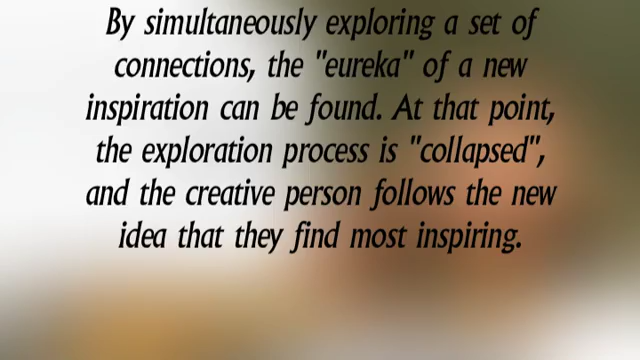 By simultaneously exploring a set of
connections, the "eureka" of a new
inspiration can be found. At that point,
the exploration process is "collapsed",
and the creative person follows the new
idea that they find most inspiring.